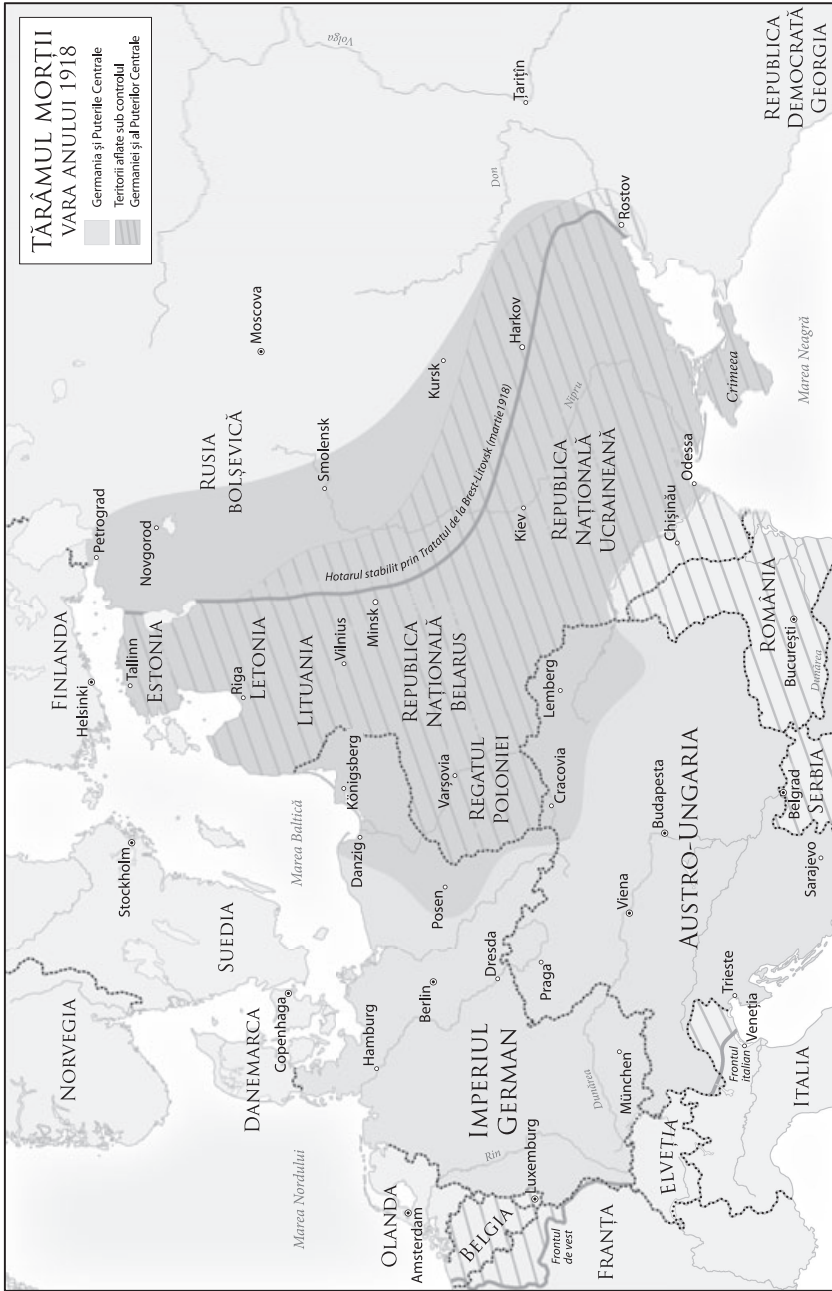 TĂRÂMUL MORȚII
VARA ANULUI 1918
Germania și Puterile Centrale
Teritorii aflate sub controlul
Germaniei și al Puterilor Centrale
NORVEGIA
SUEDIA
Stockholm
FINLANDA
Helsinki
Petrograd
Novgorod
Tallinn
ESTONIA
RUSIA
BOLȘEVICĂ
Moscova
Volga
Marea Nordului
DANEMARCA
Copenhaga
Marea Baltică
Riga
LETONIA
LITUANIA
Vilnius
Smolensk
Hotarul stabilit prin Tratatul de la Brest-Litovsk (martie1918)
Minsk
Königsberg
Danzig
Hamburg
OLANDA
Amsterdam
Berlin
Posen
Varșovia
REGATUL
POLONIEI
REPUBLICA
NAȚIONALĂ
BELARUS
Kursk
Don
Țarițîn
BELGIA
Luxemburg
Rin
IMPERIUL
GERMAN
Dresda
Praga
Cracovia
Lemberg
Kiev
Harkov
Nipru
REPUBLICA
NAȚIONALĂ
UCRAINEANĂ
Rostov
Frontul
de vest
FRANȚA
Dunărea
München
Viena
Budapesta
AUSTRO-UNGARIA
Chișinău
Odessa
Crimeea
ELVEȚIA
Frontul
italian
Trieste
Veneția
ITALIA
Sarajevo
Belgrad
SERBIA
ROMÂNIA
București
Dunărea
Marea Neagră
REPUBLICA
DEMOCRATĂ
GEORGIA